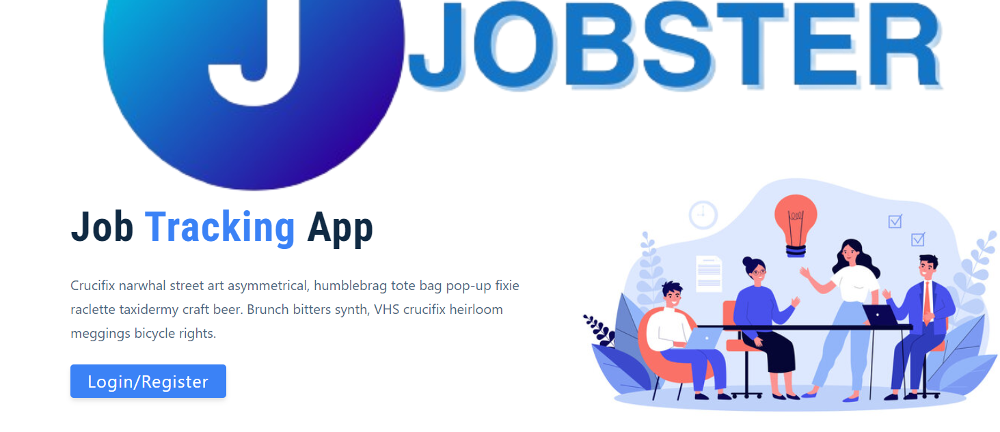 J JOBSTER
Job Tracking App
Crucifix narwhal street art asymmetrical, humblebrag tote bag pop-up fixie
raclette taxidermy craft beer. Brunch bitters synth, VHS crucifix heirloom
meggings bicycle rights.
Login/Register